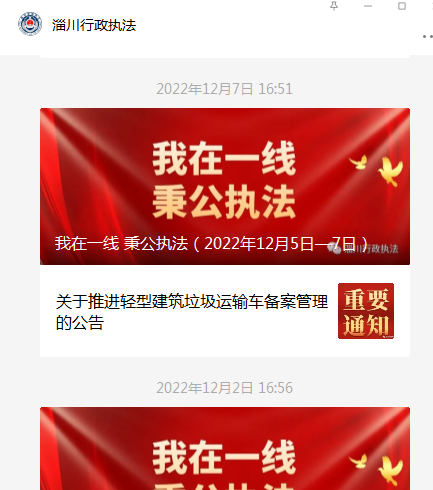 淄川行政执法
2022年12月7日 16:51
我在一线
秉公执法
我在一线 秉公执法（2022年12月5日—7日）
淄川行政执法
关于推进轻型建筑垃圾运输车备案管理
的公告
重要
通知
2022年12月2日 16:56
我在一线